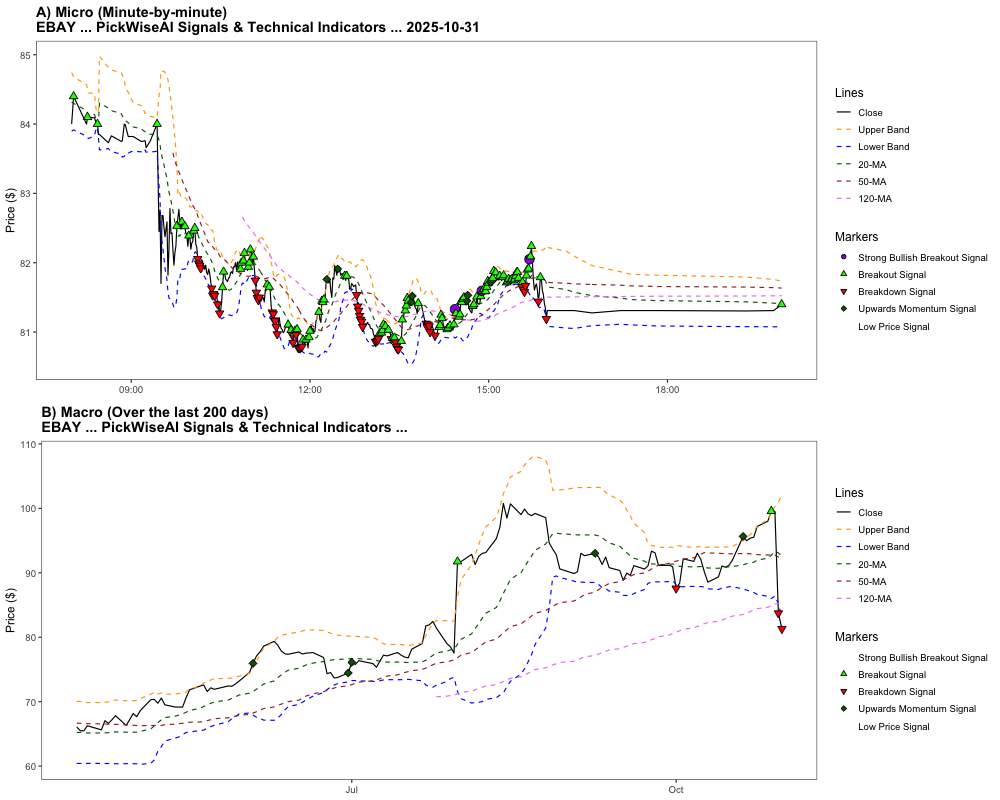 A) Micro (Minute-by-minute)
EBAY ... PickWiseAI Signals & Technical Indicators ... 2025-10-31
85
84
83
82
81
Price ($)
09:00
12:00
15:00
18:00
Lines
Close
Upper Band
Lower Band
20-MA
50-MA
120-MA
Markers
Strong Bullish Breakout Signal
Breakout Signal
Breakdown Signal
Upwards Momentum Signal
Low Price Signal
B) Macro (Over the last 200 days)
EBAY ... PickWiseAI Signals & Technical Indicators ...
110
100
90
80
70
60
Price ($)
Jul
Oct
Lines
Close
Upper Band
Lower Band
20-MA
50-MA
120-MA
Markers
Strong Bullish Breakout Signal
Breakout Signal
Breakdown Signal
Upwards Momentum Signal
Low Price Signal